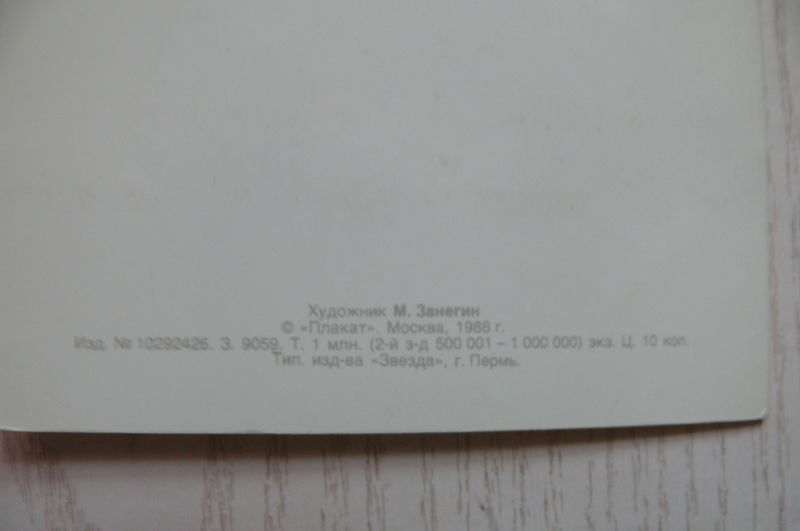 Художник М. Занегин
© «Плакат». Москва. 1988 г.
Изд. № 10292426. З. 9059. Т. 1 млн. (2-й з-д 500 001 – 1 000 000) экз. Ц. 10 коп.
Тип. изд-ва «Звезда», г. Пермь.